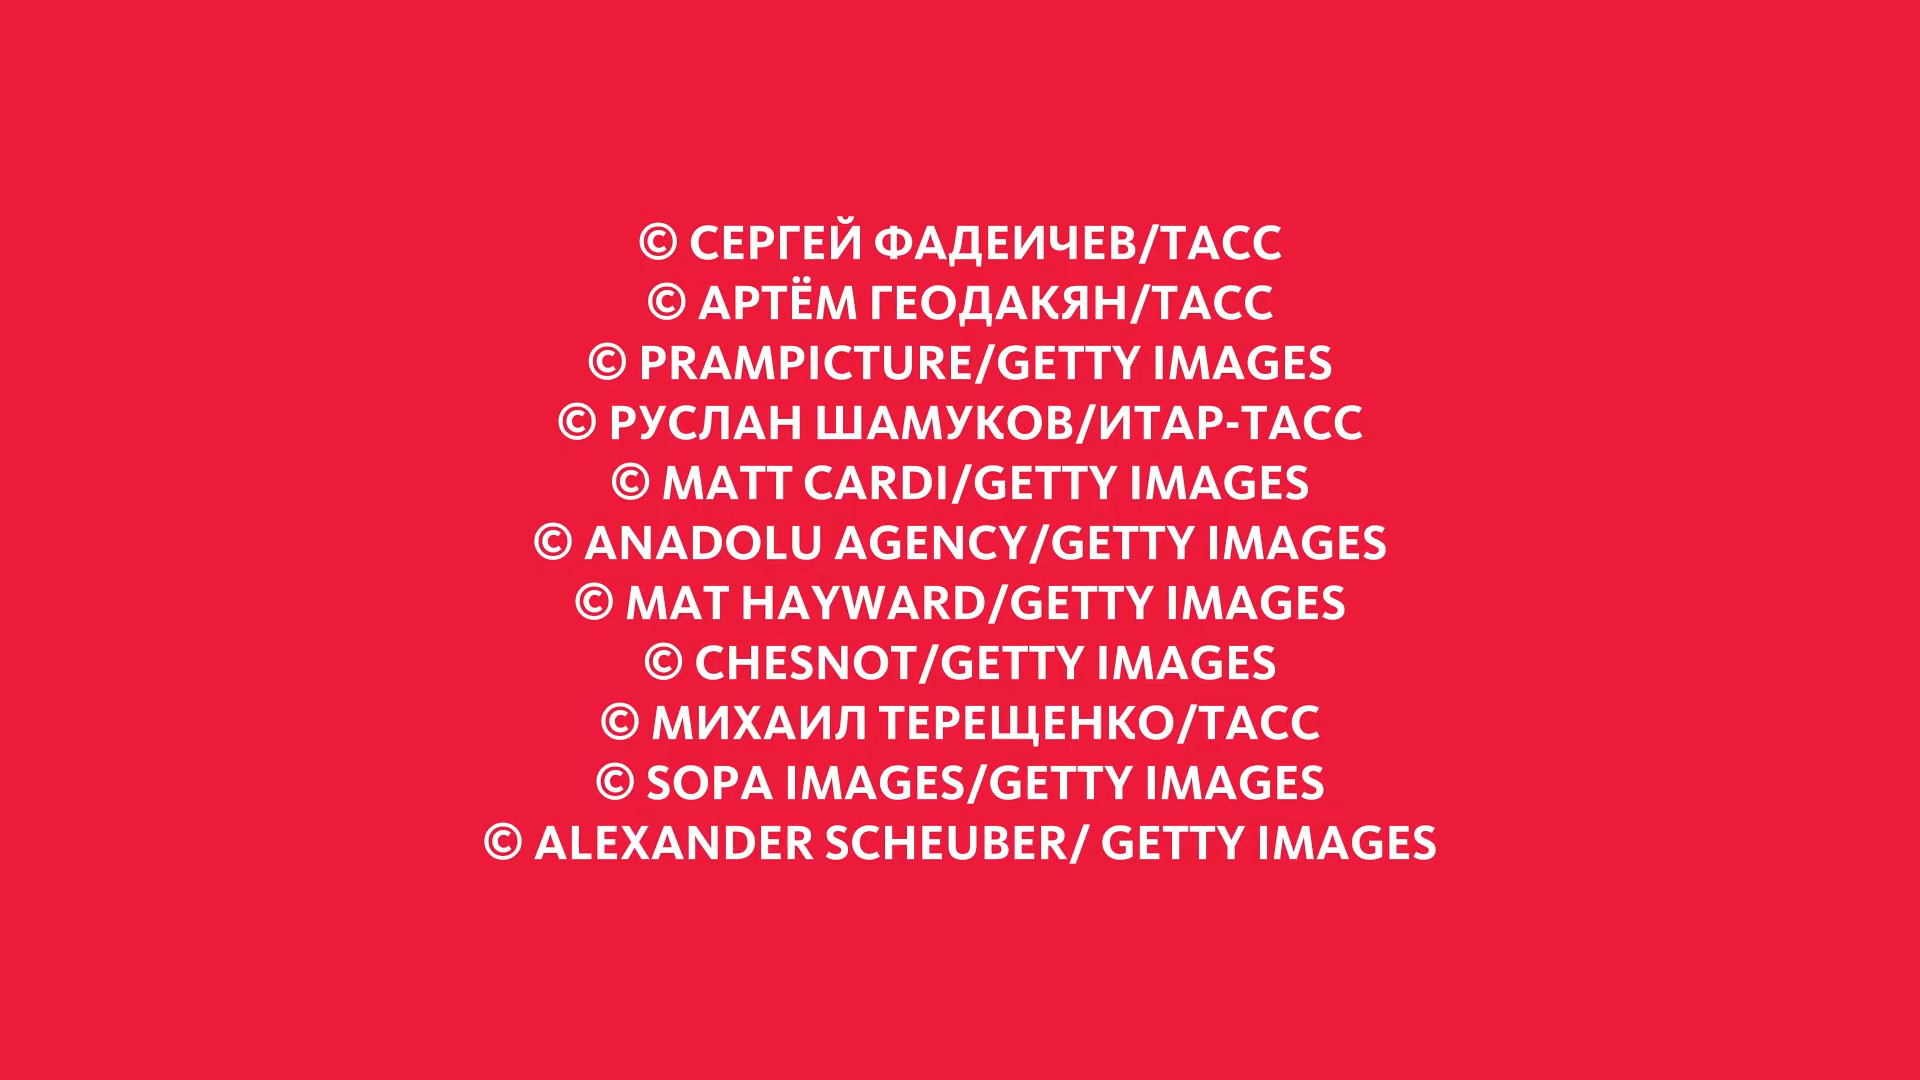 © СЕРГЕЙ ФАДЕИЧЕВ/ТАСС
© АРТЁМ ГЕОДАКЯН/ТАСС
© PRAMPICTURE/GETTY IMAGES
© РУСЛАН ШАМУКОВ/ИТАР-ТАСС
© MATT CARDI/GETTY IMAGES
© ANADOLU AGENCY/GETTY IMAGES
© MAT HAYWARD/GETTY IMAGES
© CHESNOT/GETTY IMAGES
© МИХАИЛ ТЕРЕЩЕНКО/ТАСС
© SOPA IMAGES/GETTY IMAGES
© ALEXANDER SCHEUBER/ GETTY IMAGES